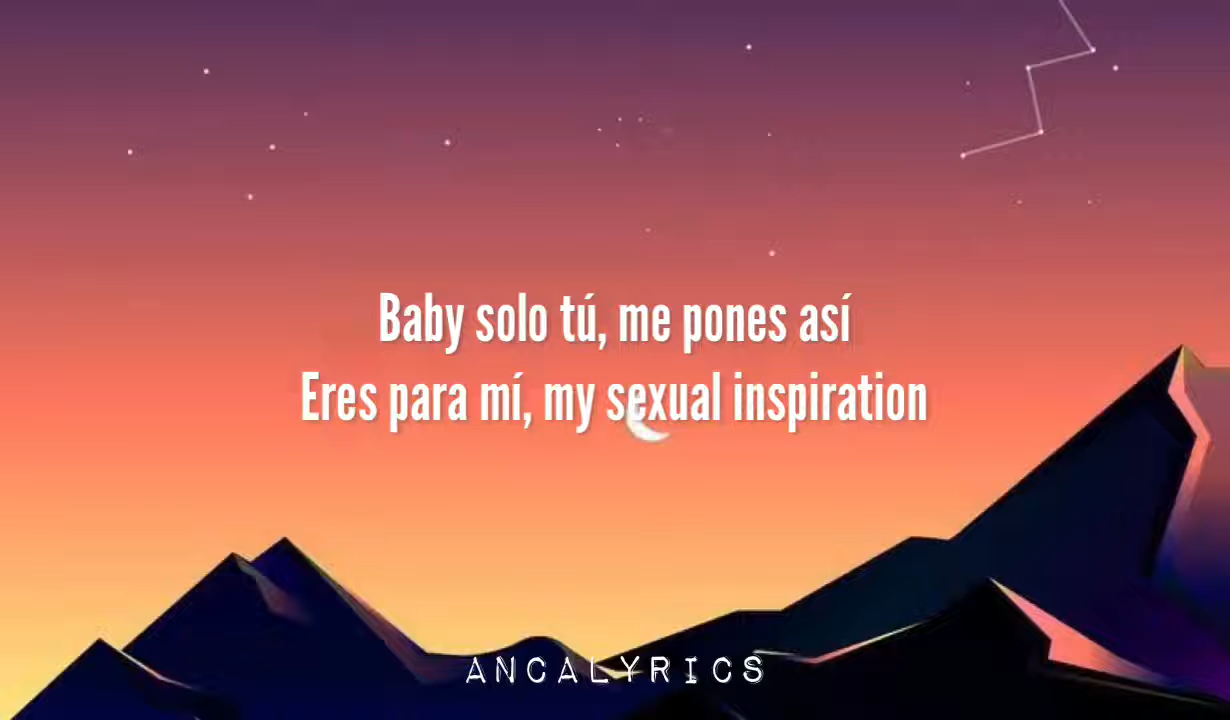 Baby solo tú, me pones así
Eres para mí, my sexual inspiration
ANCALYRICS